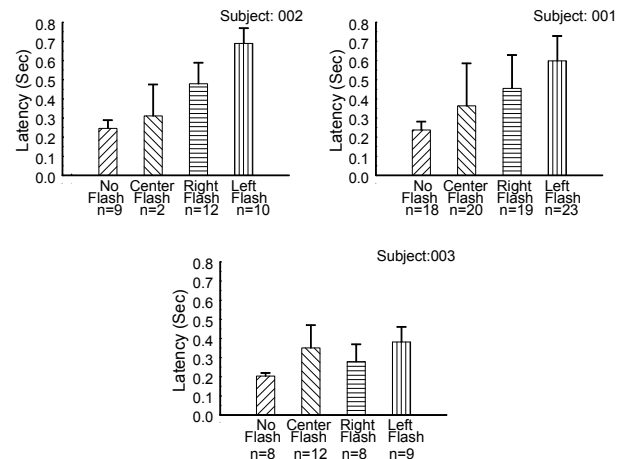 Subject: 002
Latency (Sec)
0.8
0.7
0.6
0.5
0.4
0.3
0.2
0.1
0.0
No Center Right Left
Flash Flash Flash Flash
n=9 n=2 n=12 n=10
Subject: 001
Latency (Sec)
0.8
0.7
0.6
0.5
0.4
0.3
0.2
0.1
0.0
No Center Right Left
Flash Flash Flash Flash
n=18 n=20 n=19 n=23
Subject:003
Latency (Sec)
0.8
0.7
0.6
0.5
0.4
0.3
0.2
0.1
0.0
No Center Right Left
Flash Flash Flash Flash
n=8 n=12 n=8 n=9